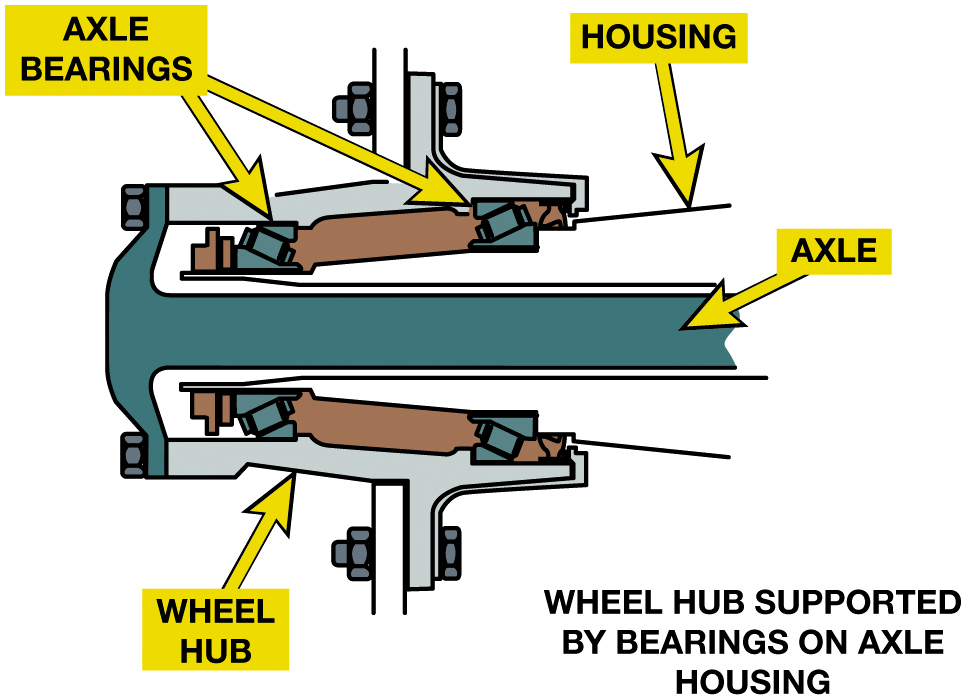 AXLE
BEARINGS
HOUSING
AXLE
WHEEL
HUB
WHEEL HUB SUPPORTED
BY BEARINGS ON AXLE
HOUSING